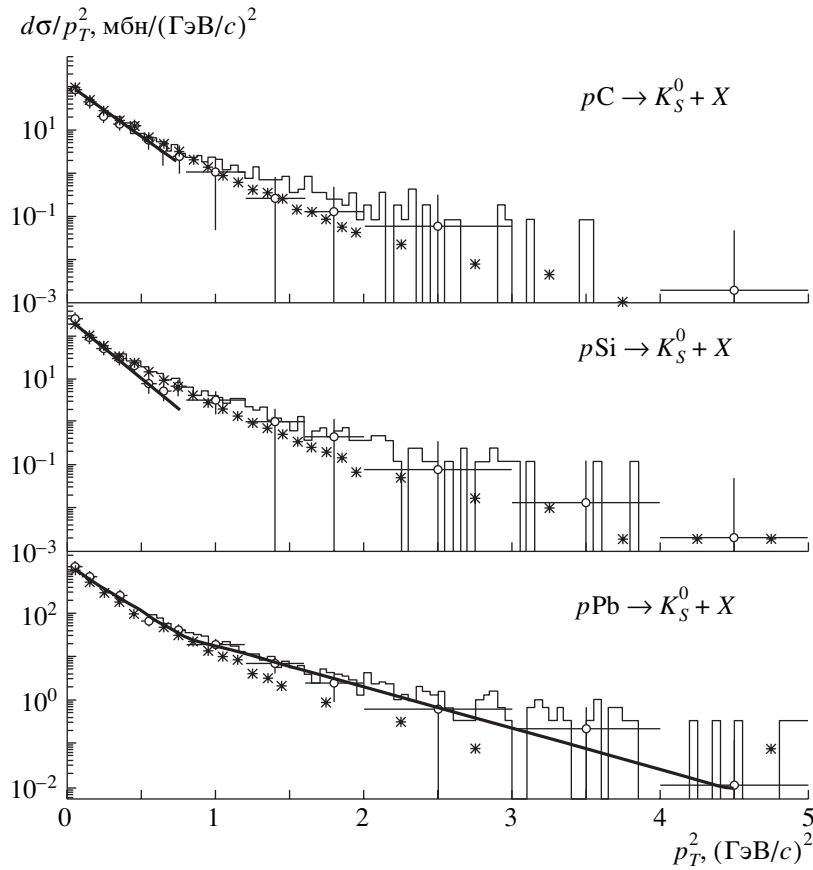 dσ/p_T^2, мбн/(ГэВ/c)^2
pC → K_S^0 + X
10^1
10^-1
10^-3
pSi → K_S^0 + X
10^1
10^-1
10^-3
pPb → K_S^0 + X
10^2
10^0
10^-2
0 1 2 3 4 5
p_T^2, (ГэВ/c)^2